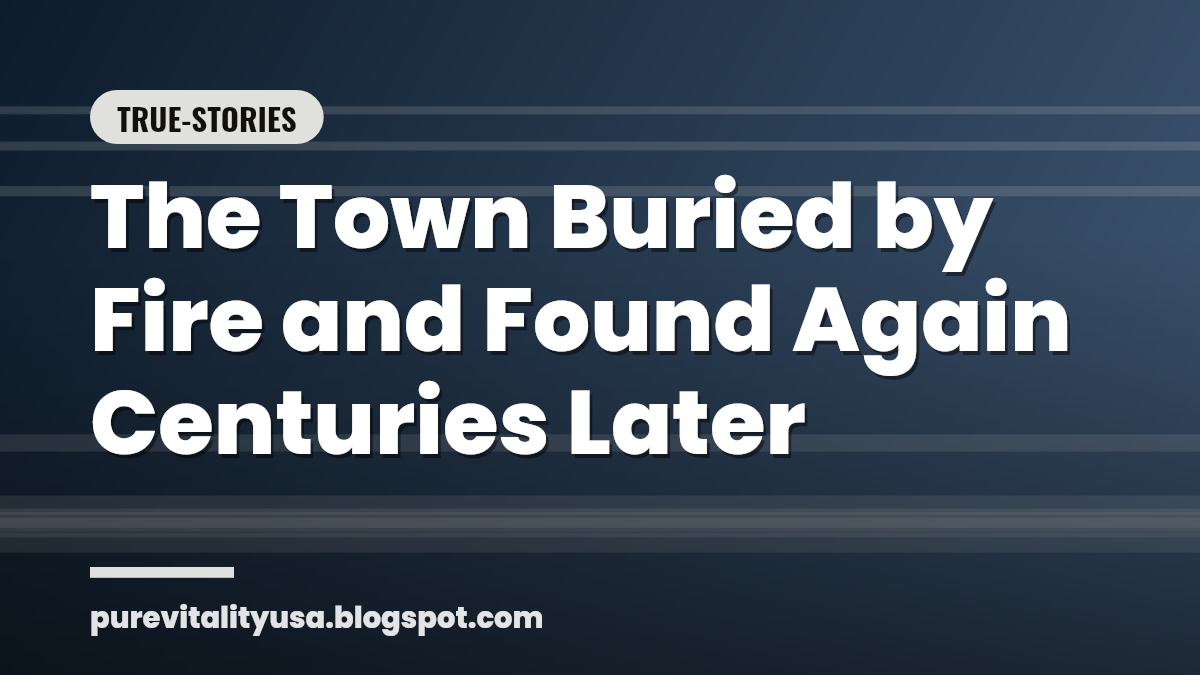 TRUE-STORIES
The Town Buried by
Fire and Found Again
Centuries Later
purevitalityusa.blogspot.com